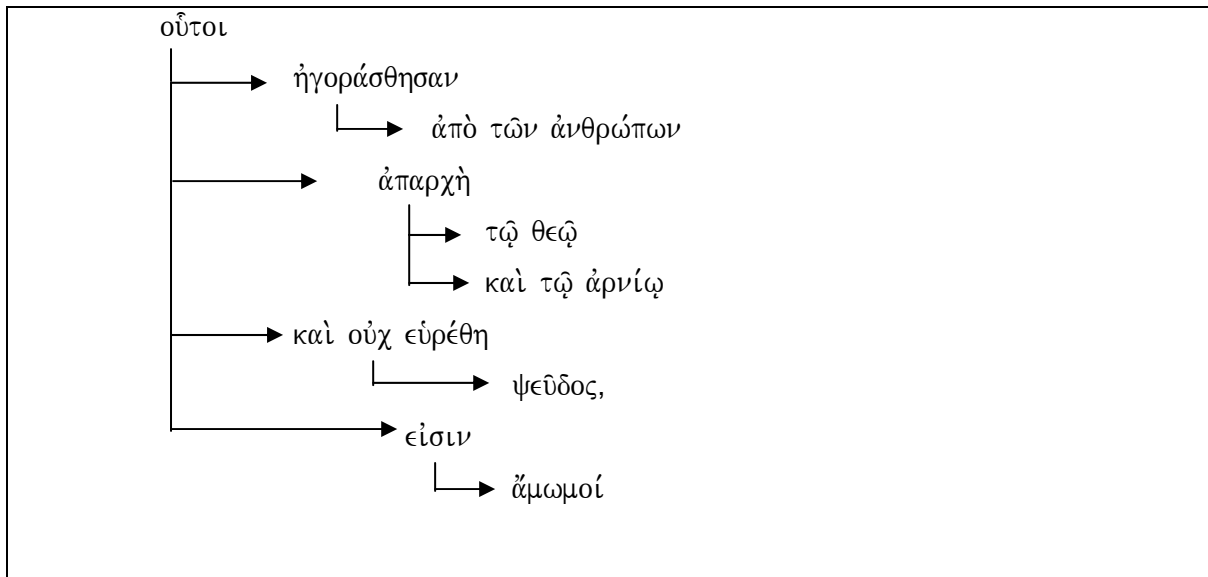 οὗτοι
ἠγοράσθησαν
ἀπὸ τῶν ἀνθρώπων
ἀπαρχὴ
τῷ θεῷ
καὶ τῷ ἀρνίῳ
καὶ οὐχ εὑρέθη
ψεῦδος,
εἰσιν
ἄμωμοί